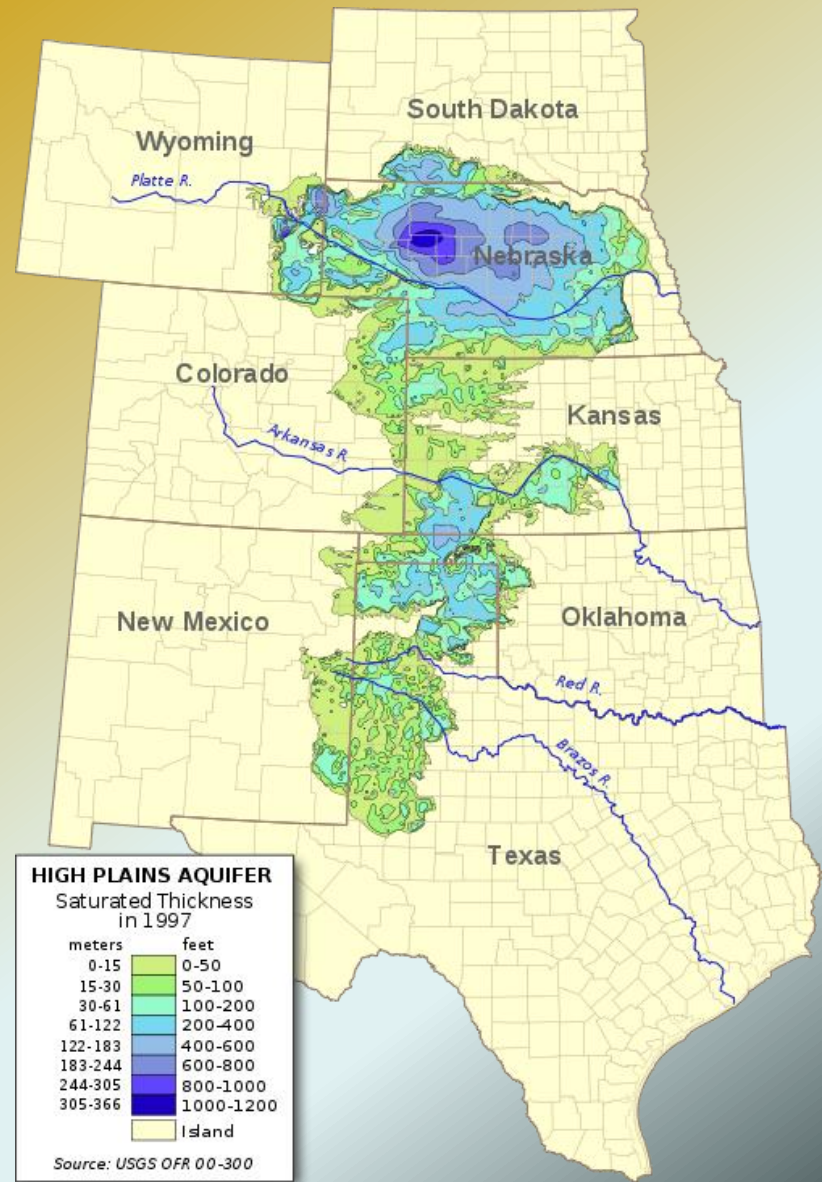 South Dakota
Wyoming
Platte R.
Nebraska
Colorado
Kansas
Arkansas R.
New Mexico
Oklahoma
Red R.
Brazos R.
Texas
HIGH PLAINS AQUIFER
Saturated Thickness
in 1997
meters feet
0-15 0-50
15-30 50-100
30-61 100-200
61-122 200-400
122-183 400-600
183-244 600-800
244-305 800-1000
305-366 1000-1200
Island
Source: USGS OFR 00-300